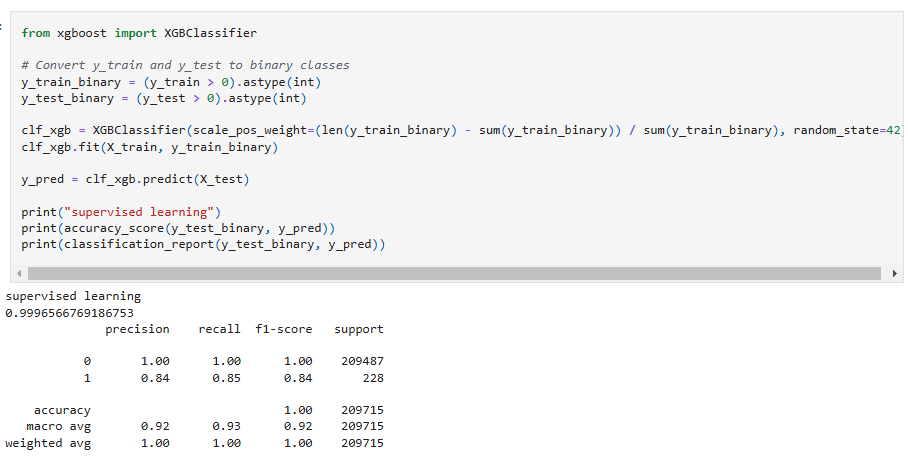 from xgboost import XGBClassifier
# Convert y_train and y_test to binary classes
y_train_binary = (y_train > 0).astype(int)
y_test_binary = (y_test > 0).astype(int)
clf_xgb = XGBClassifier(scale_pos_weight=(len(y_train_binary) - sum(y_train_binary)) / sum(y_train_binary), random_state=42)
clf_xgb.fit(X_train, y_train_binary)
y_pred = clf_xgb.predict(X_test)
print("supervised learning")
print(accuracy_score(y_test_binary, y_pred))
print(classification_report(y_test_binary, y_pred))
supervised learning
0.9996566769186753
precision recall f1-score support
0 1.00 1.00 1.00 209487
1 0.84 0.85 0.84 228
accuracy 1.00 209715
macro avg 0.92 0.93 0.92 209715
weighted avg 1.00 1.00 1.00 209715